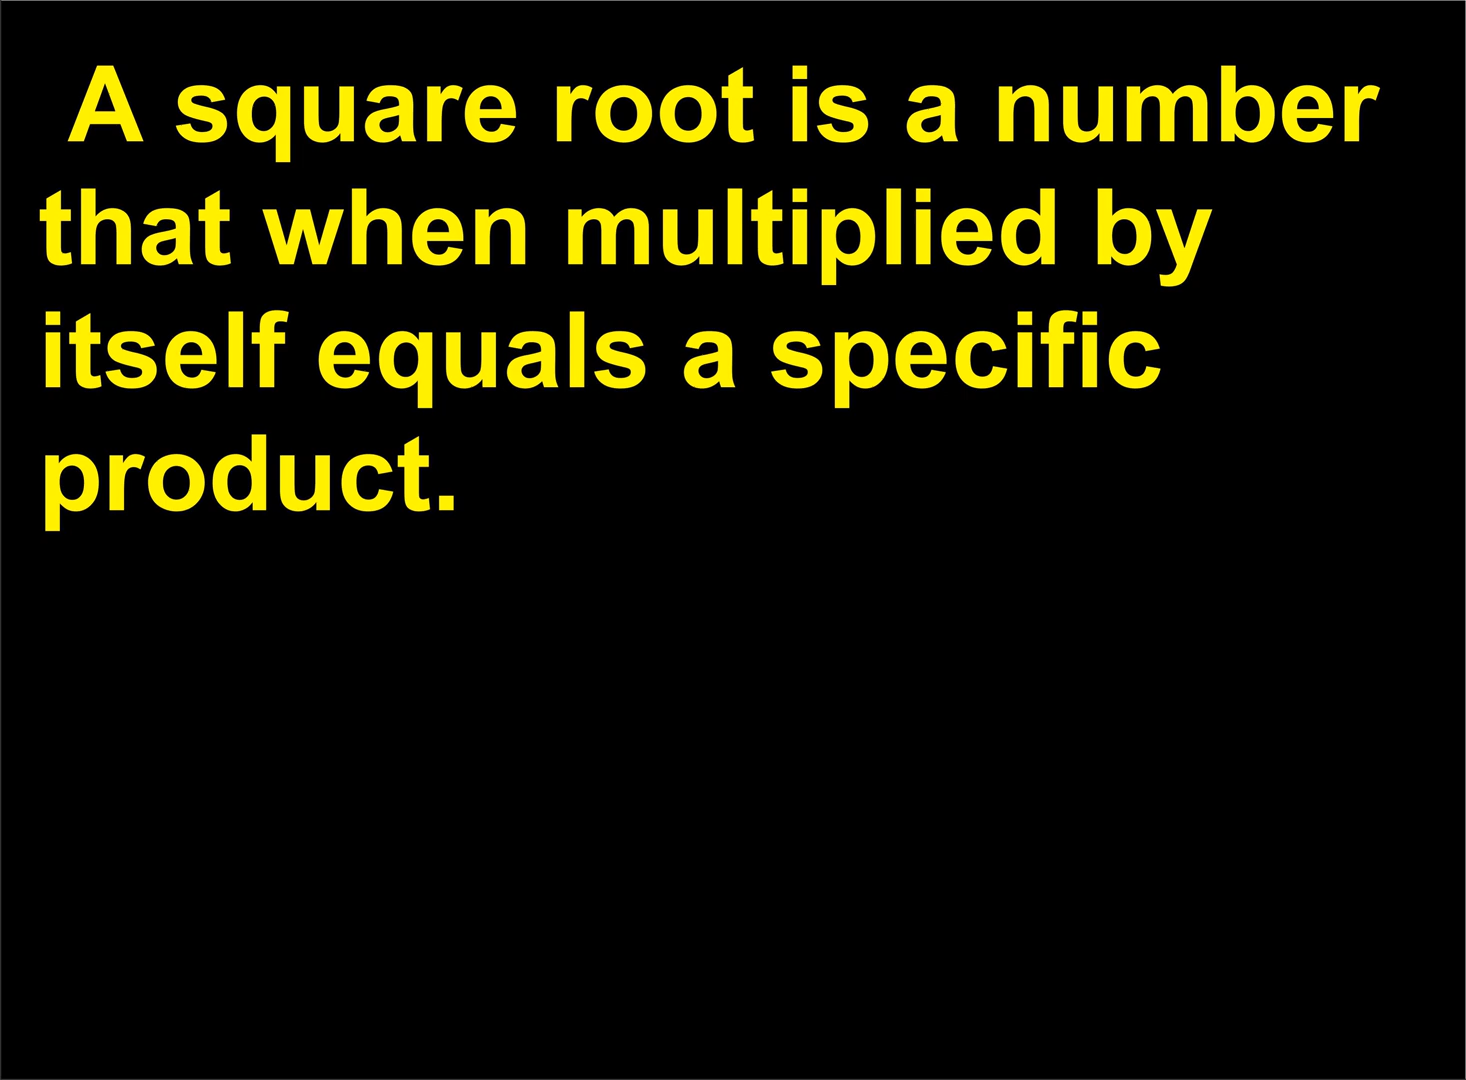 A square root is a number
that when multiplied by
itself equals a specific
product.